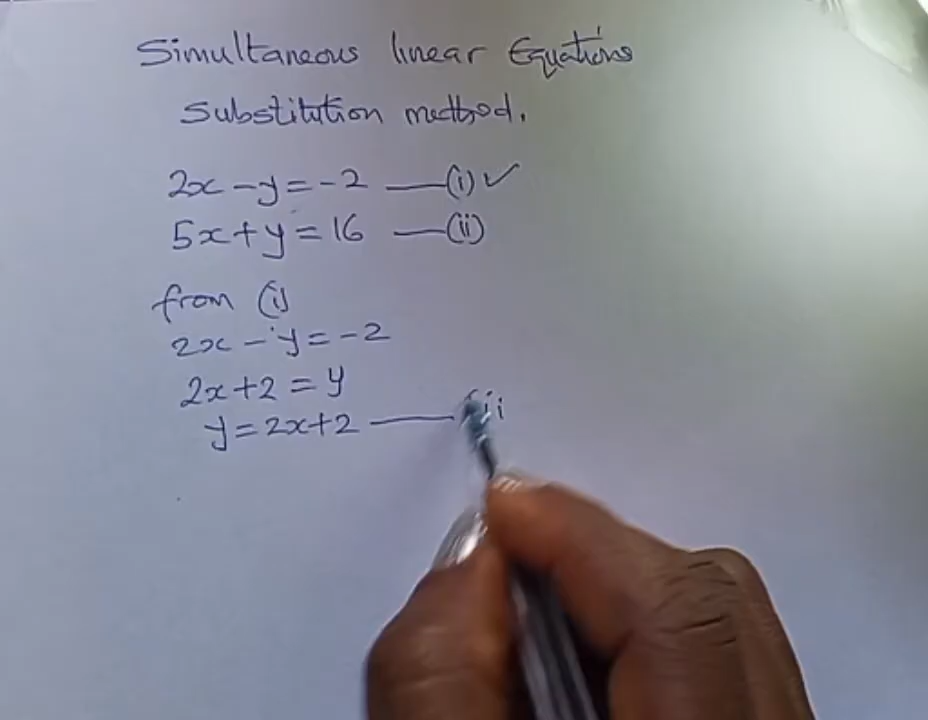 Simultaneous linear Equations
Substitution method.
2x - y = -2 —— (i) ✓
5x + y = 16 —— (ii)
from (i)
2x - y = -2
2x + 2 = y
y = 2x + 2 ——